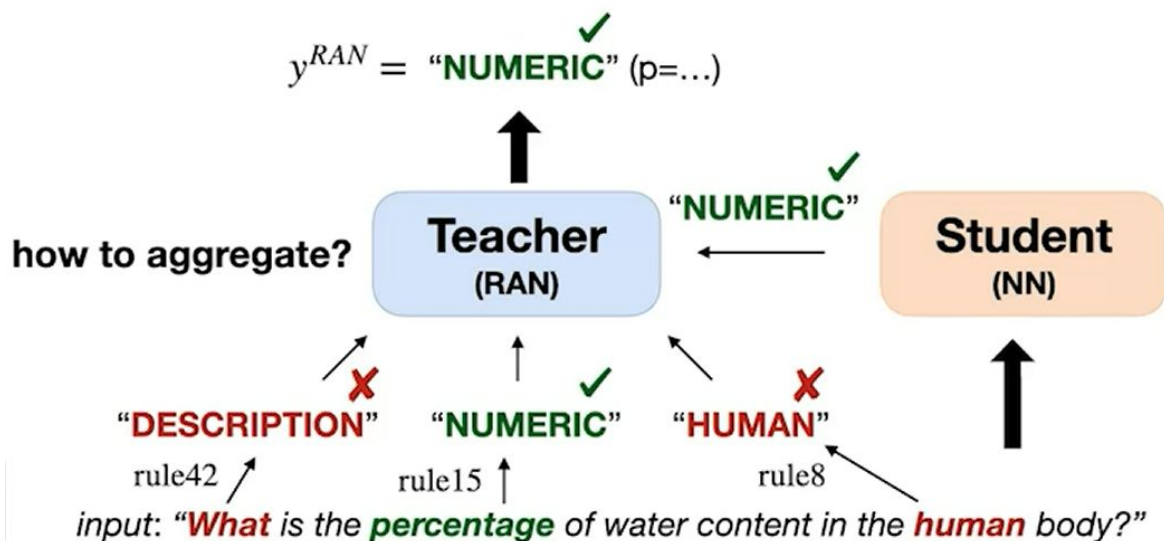 ✓
y^RAN = “NUMERIC” (p=...)
✓
“NUMERIC”
how to aggregate?
Teacher
(RAN)
Student
(NN)
✘ ✓ ✘
“DESCRIPTION” “NUMERIC” “HUMAN”
rule42 rule15 rule8
input: “What is the percentage of water content in the human body?”